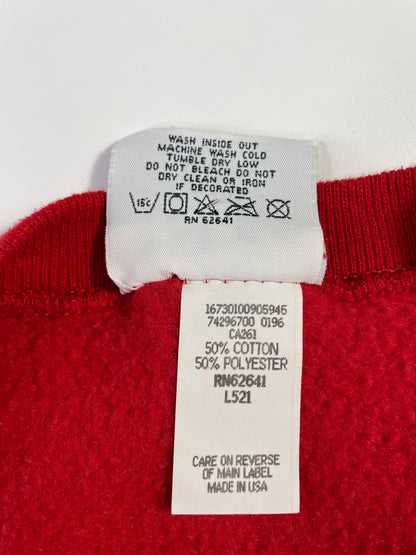 WASH INSIDE OUT
MACHINE WASH COLD
TUMBLE DRY LOW
DO NOT BLEACH DO NOT
DRY CLEAN OR IRON
IF DECORATED
15c
RN 62641
16730100905945
74296700 0196
CA261
50% COTTON
50% POLYESTER
RN62641
L521
CARE ON REVERSE
OF MAIN LABEL
MADE IN USA